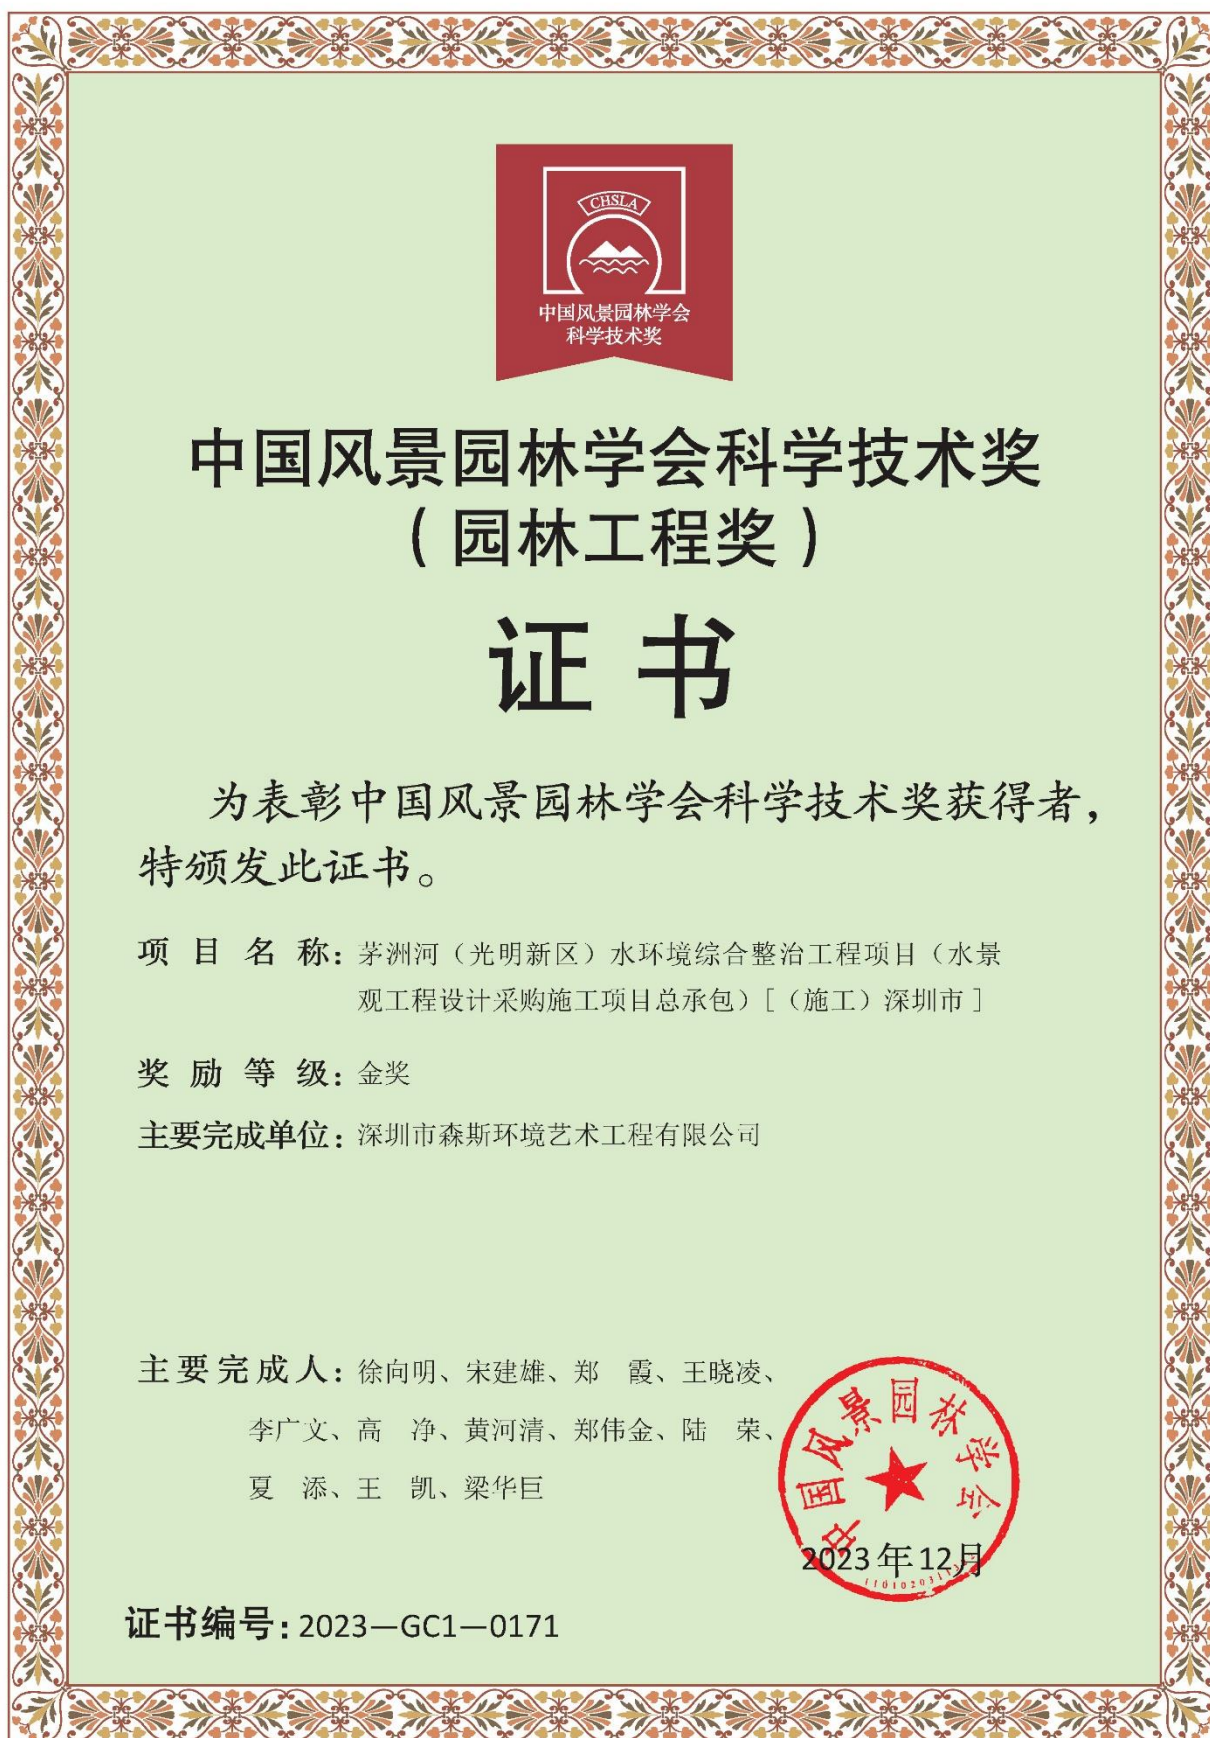 CHSLA
中国风景园林学会
科学技术奖
中国风景园林学会科学技术奖
（园林工程奖）
证书
为表彰中国风景园林学会科学技术奖获得者，
特颁发此证书。
项目名称：茅洲河（光明新区）水环境综合整治工程项目（水景
观工程设计采购施工项目总承包）[（施工）深圳市]
奖励等级：金奖
主要完成单位：深圳市森斯环境艺术工程有限公司
主要完成人：徐向明、宋建雄、郑　霞、王晓凌、
李广文、高　净、黄河清、郑伟金、陆　荣、
夏　添、王　凯、梁华巨
中国风景园林学会
2023年12月
证书编号：2023—GC1—0171